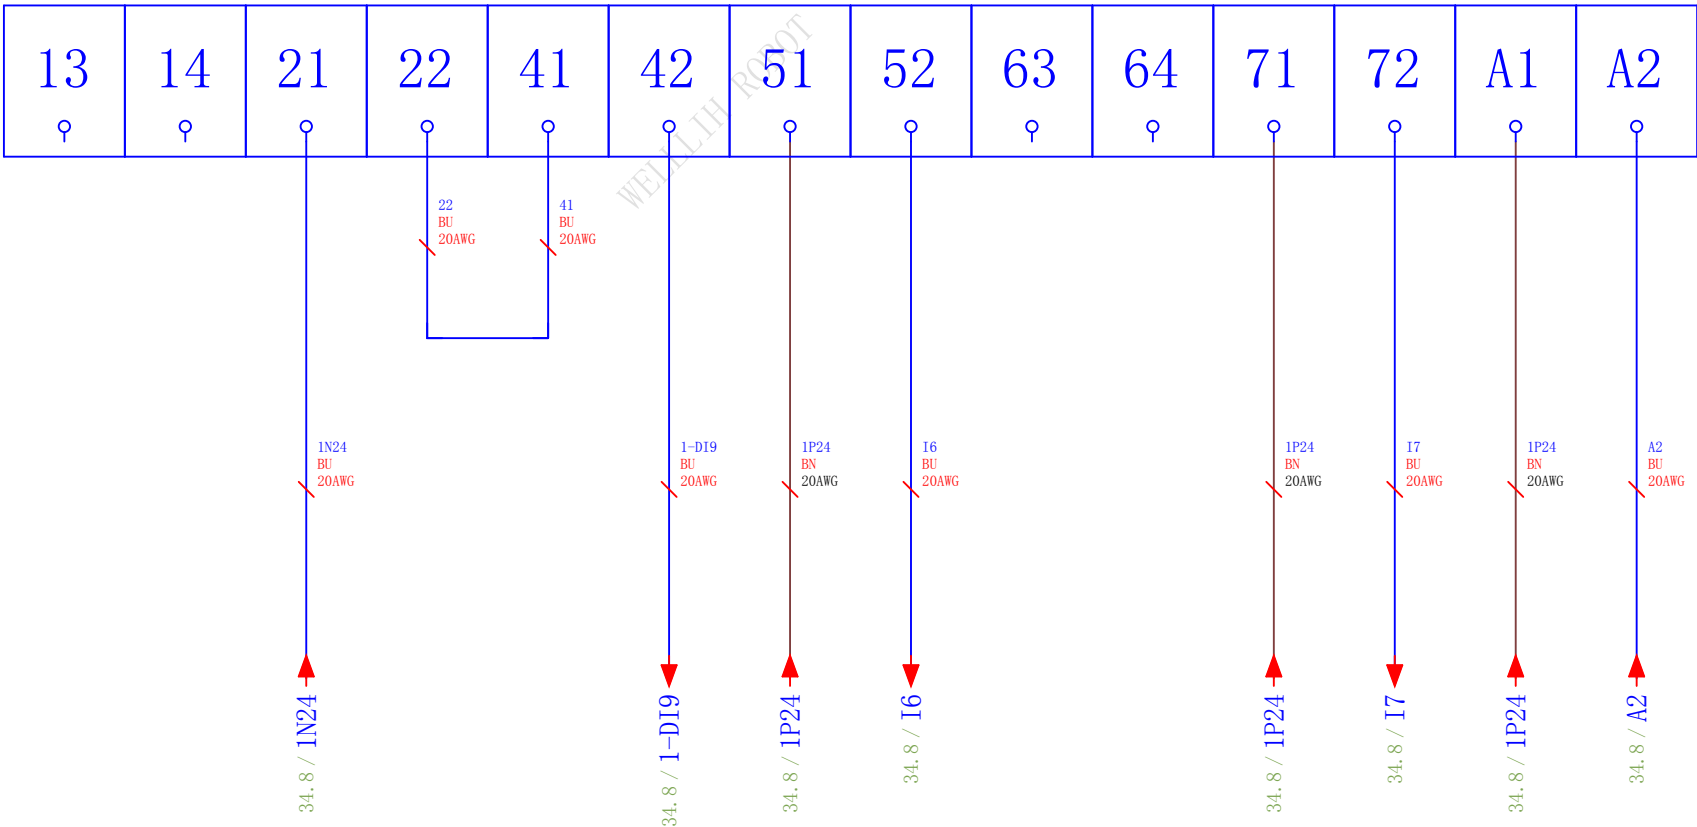 13 14 21 22 41 42 51 52 63 64 71 72 A1 A2
WELLLIH ROBOT
22
BU
20AWG
41
BU
20AWG
1N24
BU
20AWG
1-DI9
BU
20AWG
1P24
BN
20AWG
I6
BU
20AWG
1P24
BN
20AWG
I7
BU
20AWG
1P24
BN
20AWG
A2
BU
20AWG
34.8 / 1N24
34.8 / 1-DI9
34.8 / 1P24
34.8 / I6
34.8 / 1P24
34.8 / I7
34.8 / 1P24
34.8 / A2